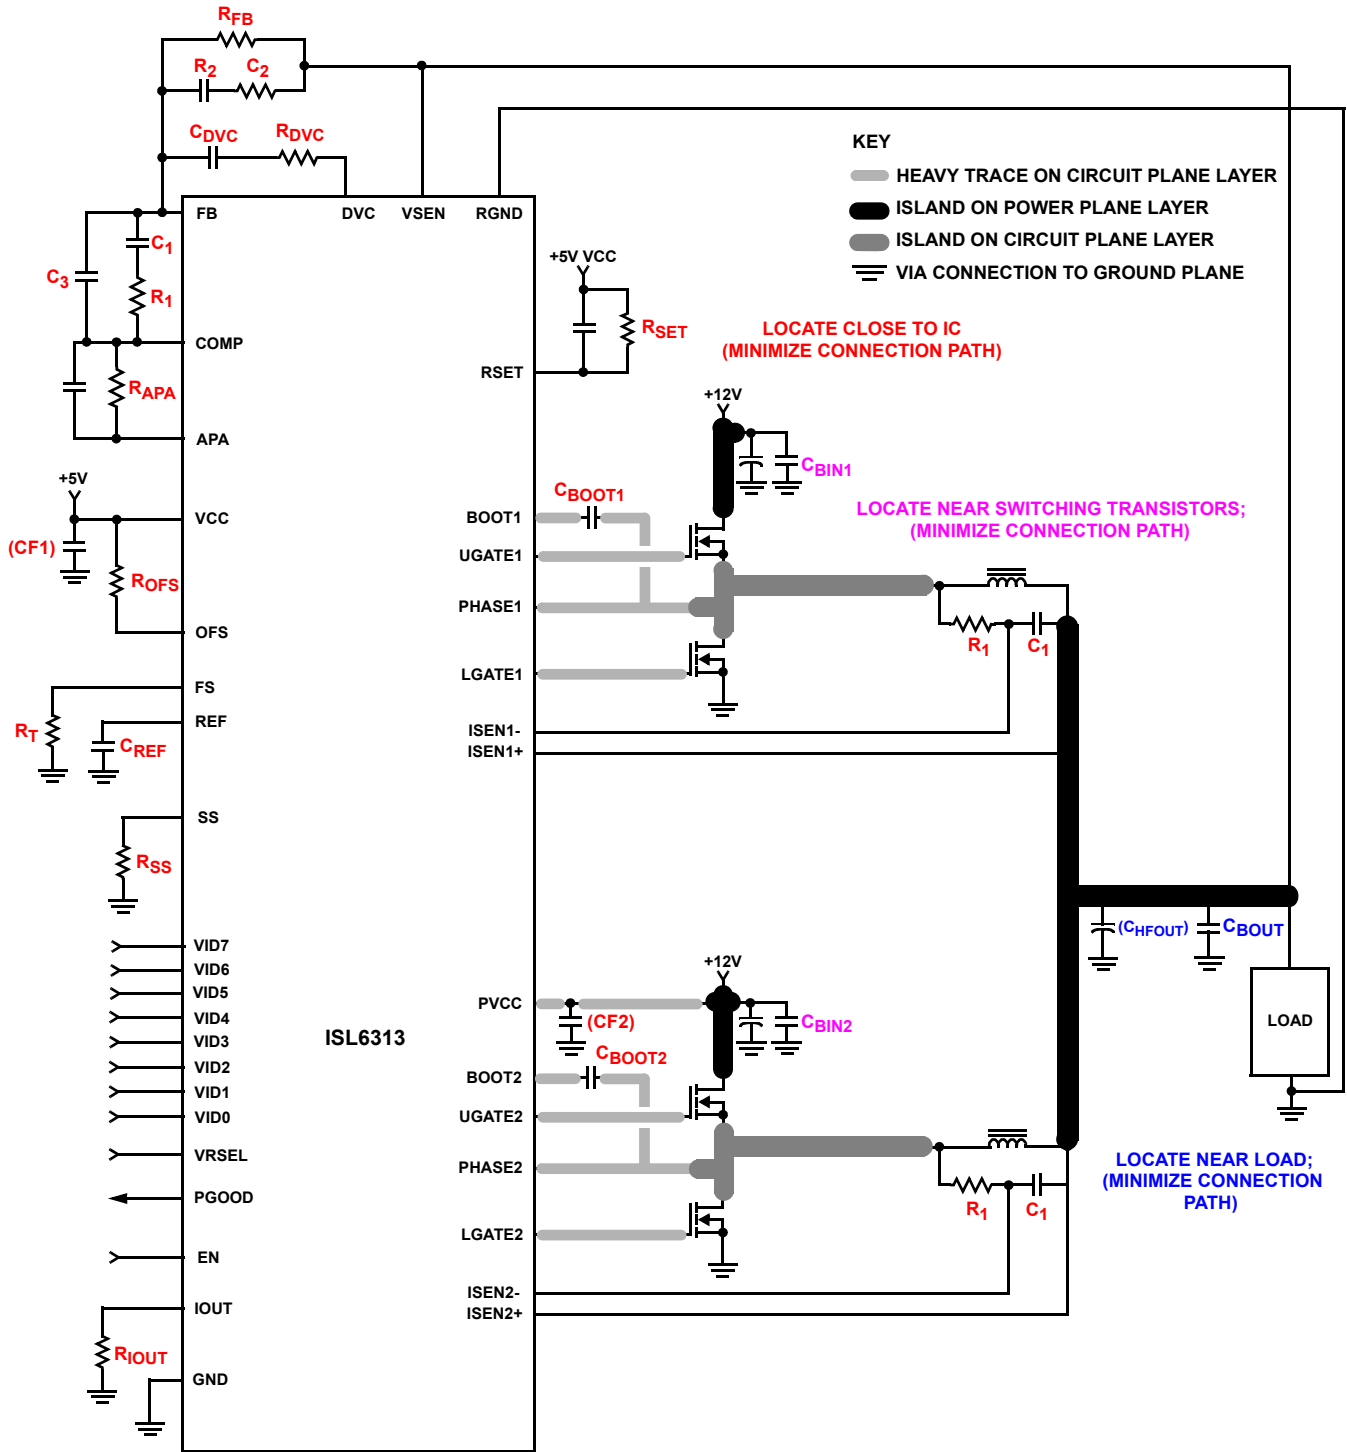 RFB
R2 C2
CDVC RDVC
FB DVC VSEN RGND
KEY
HEAVY TRACE ON CIRCUIT PLANE LAYER
ISLAND ON POWER PLANE LAYER
ISLAND ON CIRCUIT PLANE LAYER
VIA CONNECTION TO GROUND PLANE
C1
C3
R1
COMP
RAPA
APA
+5V VCC
RSET
RSET
LOCATE CLOSE TO IC
(MINIMIZE CONNECTION PATH)
+12V
CBIN1
+5V
VCC
(CF1)
ROFS
OFS
CBOOT1
BOOT1
UGATE1
PHASE1
LGATE1
LOCATE NEAR SWITCHING TRANSISTORS;
(MINIMIZE CONNECTION PATH)
R1 C1
FS
RT
REF
CREF
ISEN1-
ISEN1+
SS
RSS
(CHFOUT) CBOUT
LOAD
VID7
VID6
VID5
VID4
VID3
VID2
VID1
VID0
VRSEL
PGOOD
EN
IOUT
RIOUT
GND
ISL6313
+12V
PVCC
(CF2)
CBIN2
CBOOT2
BOOT2
UGATE2
PHASE2
LGATE2
R1 C1
LOCATE NEAR LOAD;
(MINIMIZE CONNECTION
PATH)
ISEN2-
ISEN2+